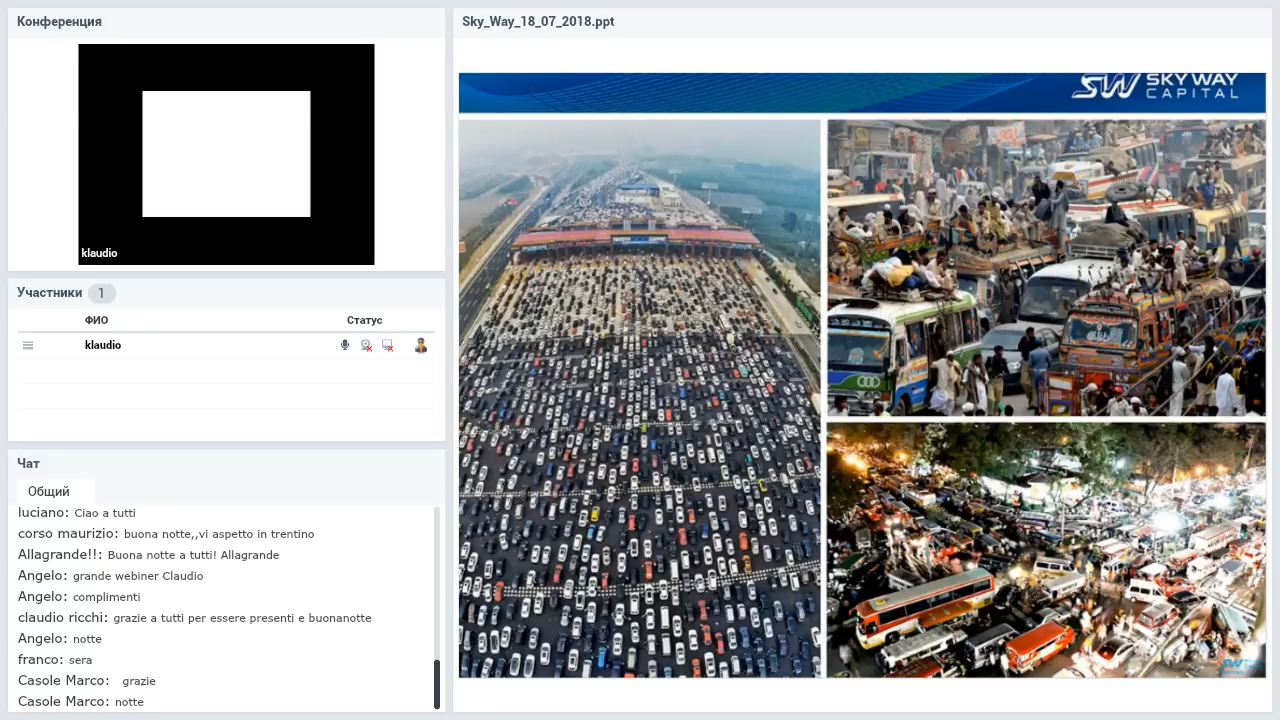 Конференция
klaudio
Участники 1
ФИО Статус
klaudio
Чат
Общий
luciano: Ciao a tutti
corso maurizio: buona notte,,vi aspetto in trentino
Allagrande!!: Buona notte a tutti! Allagrande
Angelo: grande webiner Claudio
Angelo: complimenti
claudio ricchi: grazie a tutti per essere presenti e buonanotte
Angelo: notte
franco: sera
Casole Marco: grazie
Casole Marco: notte
Sky_Way_18_07_2018.ppt
SW SKY WAY
CAPITAL